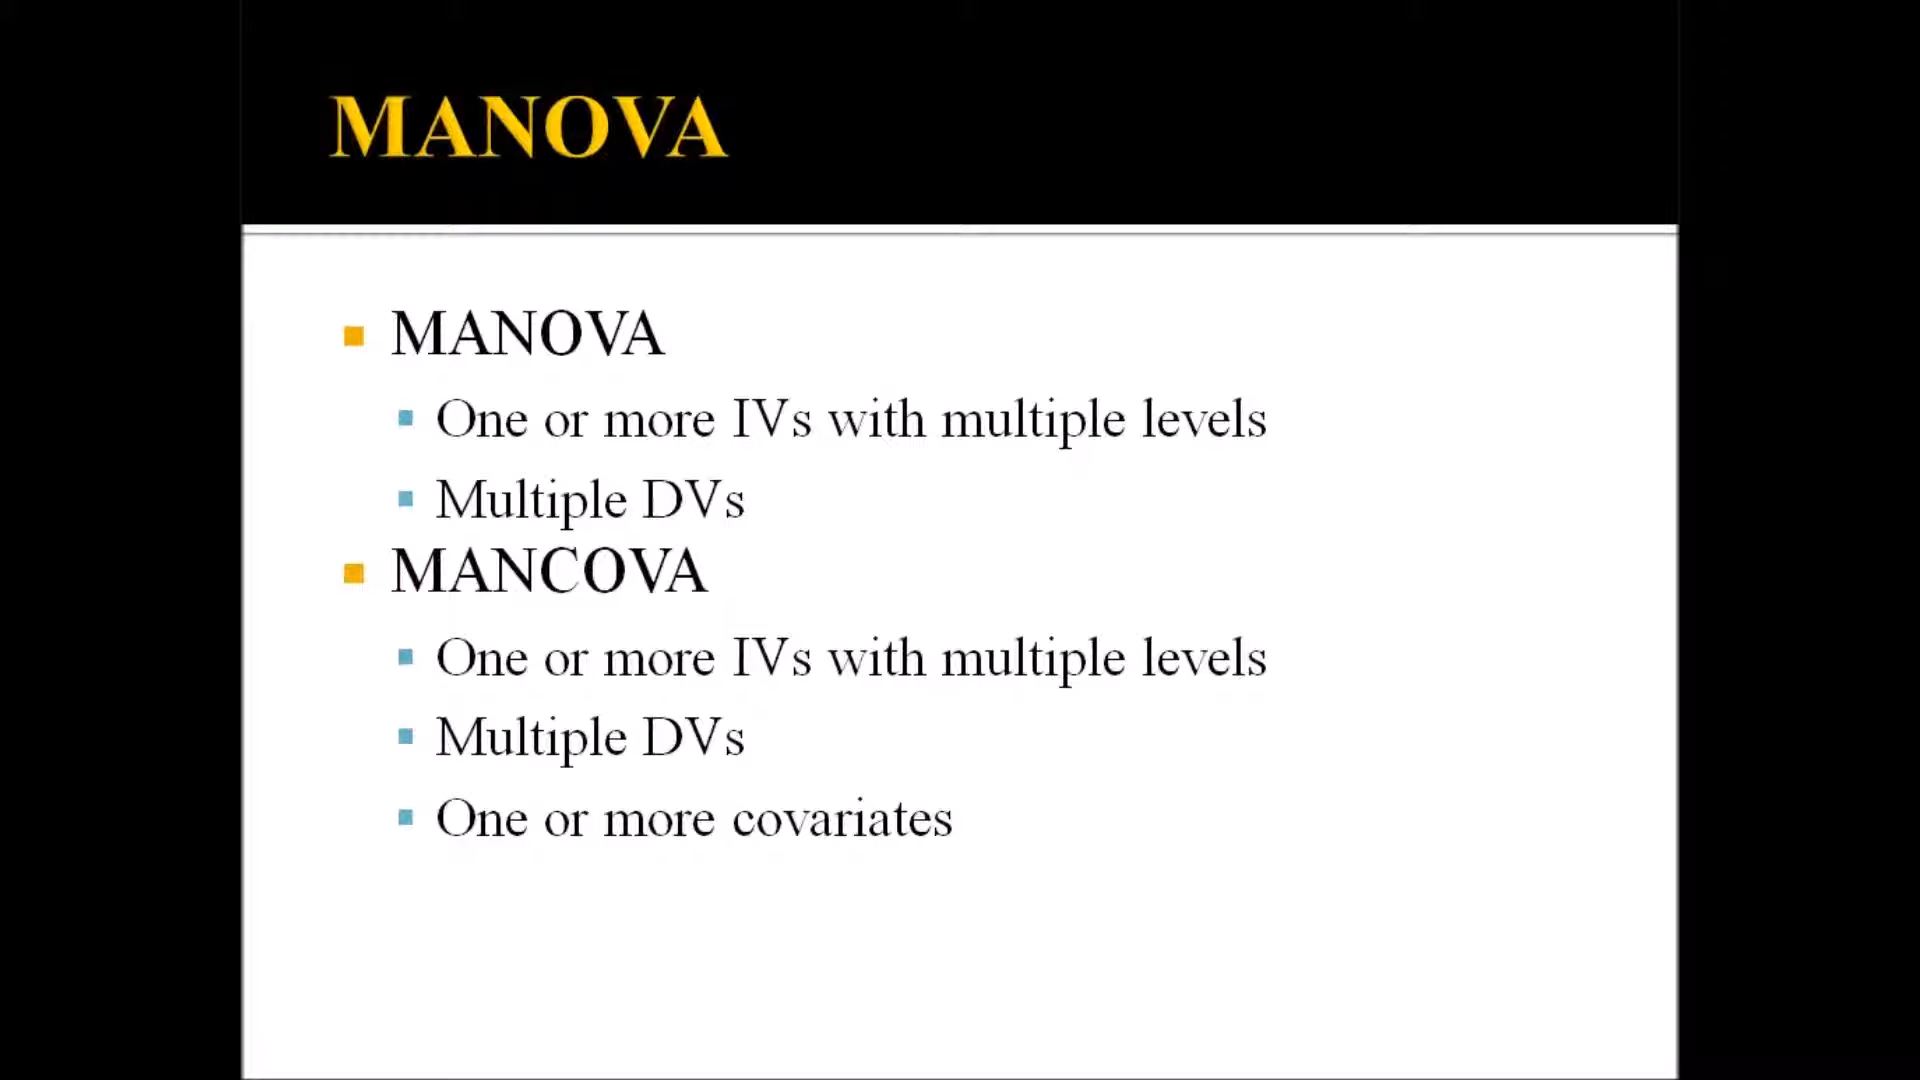 MANOVA
MANOVA
One or more IVs with multiple levels
Multiple DVs
MANCOVA
One or more IVs with multiple levels
Multiple DVs
One or more covariates